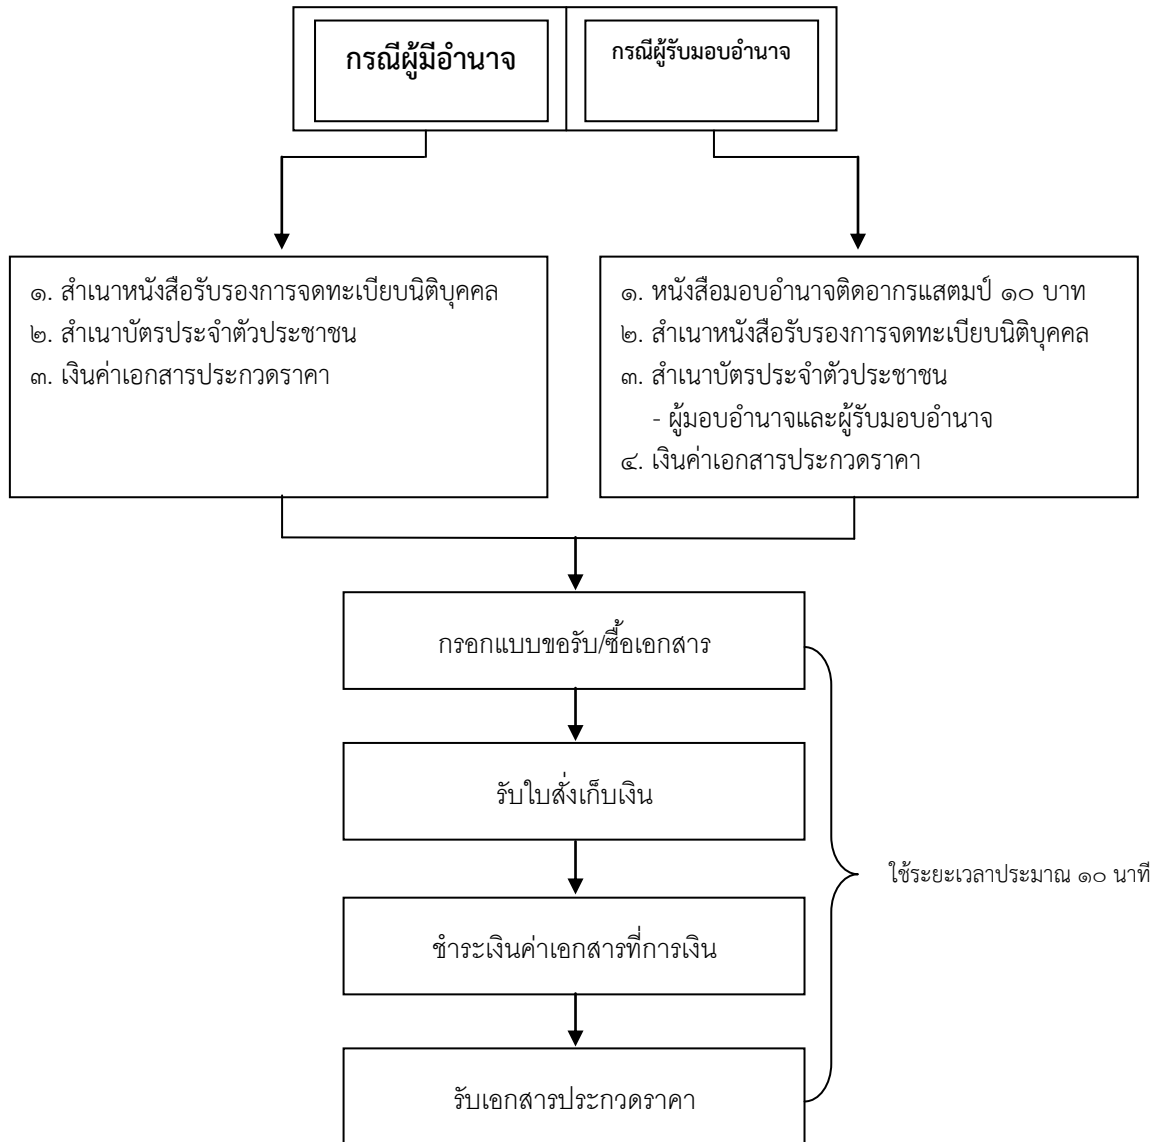 กรณีผู้มีอำนาจ
กรณีผู้รับมอบอำนาจ
๑. สำเนาหนังสือรับรองการจดทะเบียนนิติบุคคล
๒. สำเนาบัตรประจำตัวประชาชน
๓. เงินค่าเอกสารประกวดราคา
๑. หนังสือมอบอำนาจติดอากรแสตมป์ ๑๐ บาท
๒. สำเนาหนังสือรับรองการจดทะเบียบนิติบุคคล
๓. สำเนาบัตรประจำตัวประชาชน
- ผู้มอบอำนาจและผู้รับมอบอำนาจ
๔. เงินค่าเอกสารประกวดราคา
กรอกแบบขอรับ/ซื้อเอกสาร
รับใบสั่งเก็บเงิน
ชำระเงินค่าเอกสารที่การเงิน
รับเอกสารประกวดราคา
ใช้ระยะเวลาประมาณ ๑๐ นาที